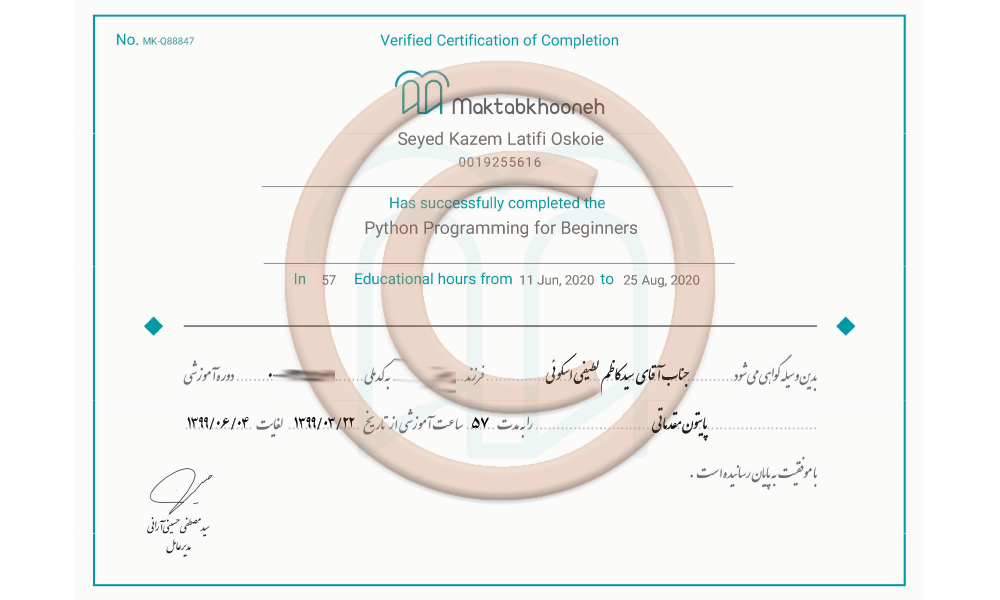 No. MK-Q88847
Verified Certification of Completion
Maktabkhooneh
Seyed Kazem Latifi Oskoie
0019255616
Has successfully completed the
Python Programming for Beginners
In 57 Educational hours from 11 Jun, 2020 to 25 Aug, 2020
بدین وسیله گواهی می شود جناب آقای سید کاظم لطیفی اسکوئی فرزند به کد ملی دوره آموزشی
پایتون مقدماتی را به مدت ۵۷ ساعت آموزشی از تاریخ ۱۳۹۹/۰۳/۲۲ لغایت ۱۳۹۹/۰۶/۰۴
با موفقیت به پایان رسانیده است .
سید مصطفی حسینی آرانی
مدیرعامل